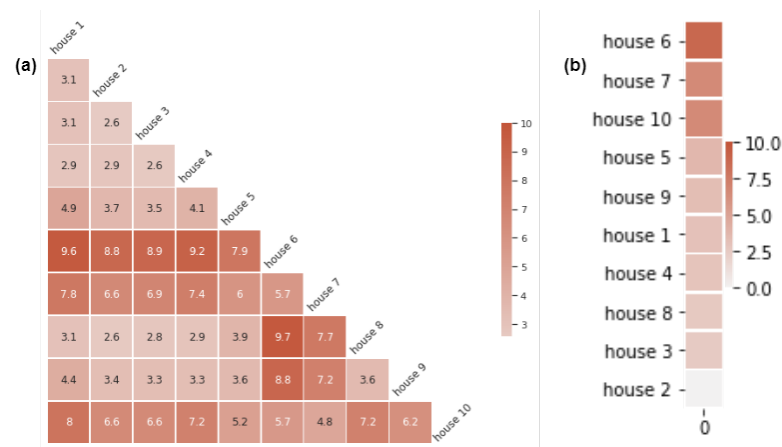 (a)
house 1
3.1 house 2
3.1 2.6 house 3
2.9 2.9 2.6 house 4
4.9 3.7 3.5 4.1 house 5
9.6 8.8 8.9 9.2 7.9 house 6
7.8 6.6 6.9 7.4 6 5.7 house 7
3.1 2.6 2.8 2.9 3.9 9.7 7.7 house 8
4.4 3.4 3.3 3.3 3.6 8.8 7.2 3.6 house 9
8 6.6 6.6 7.2 5.2 5.7 4.8 7.2 6.2 house 10
10
9
8
7
6
5
4
3
(b)
house 6
house 7
house 10
house 5
house 9
house 1
house 4
house 8
house 3
house 2
0
10.0
7.5
5.0
2.5
0.0